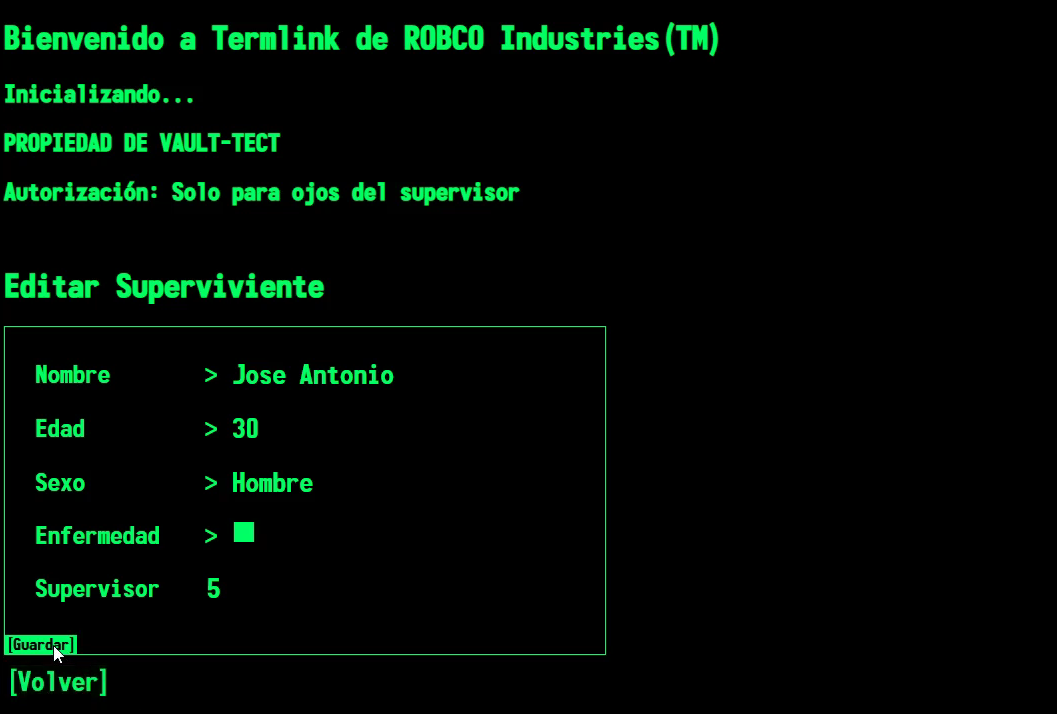 Bienvenido a Termlink de ROBCO Industries(TM)
Inicializando...
PROPIEDAD DE VAULT-TECT
Autorización: Solo para ojos del supervisor
Editar Superviviente
Nombre > Jose Antonio
Edad > 30
Sexo > Hombre
Enfermedad >
Supervisor 5
[Guardar]
[Volver]